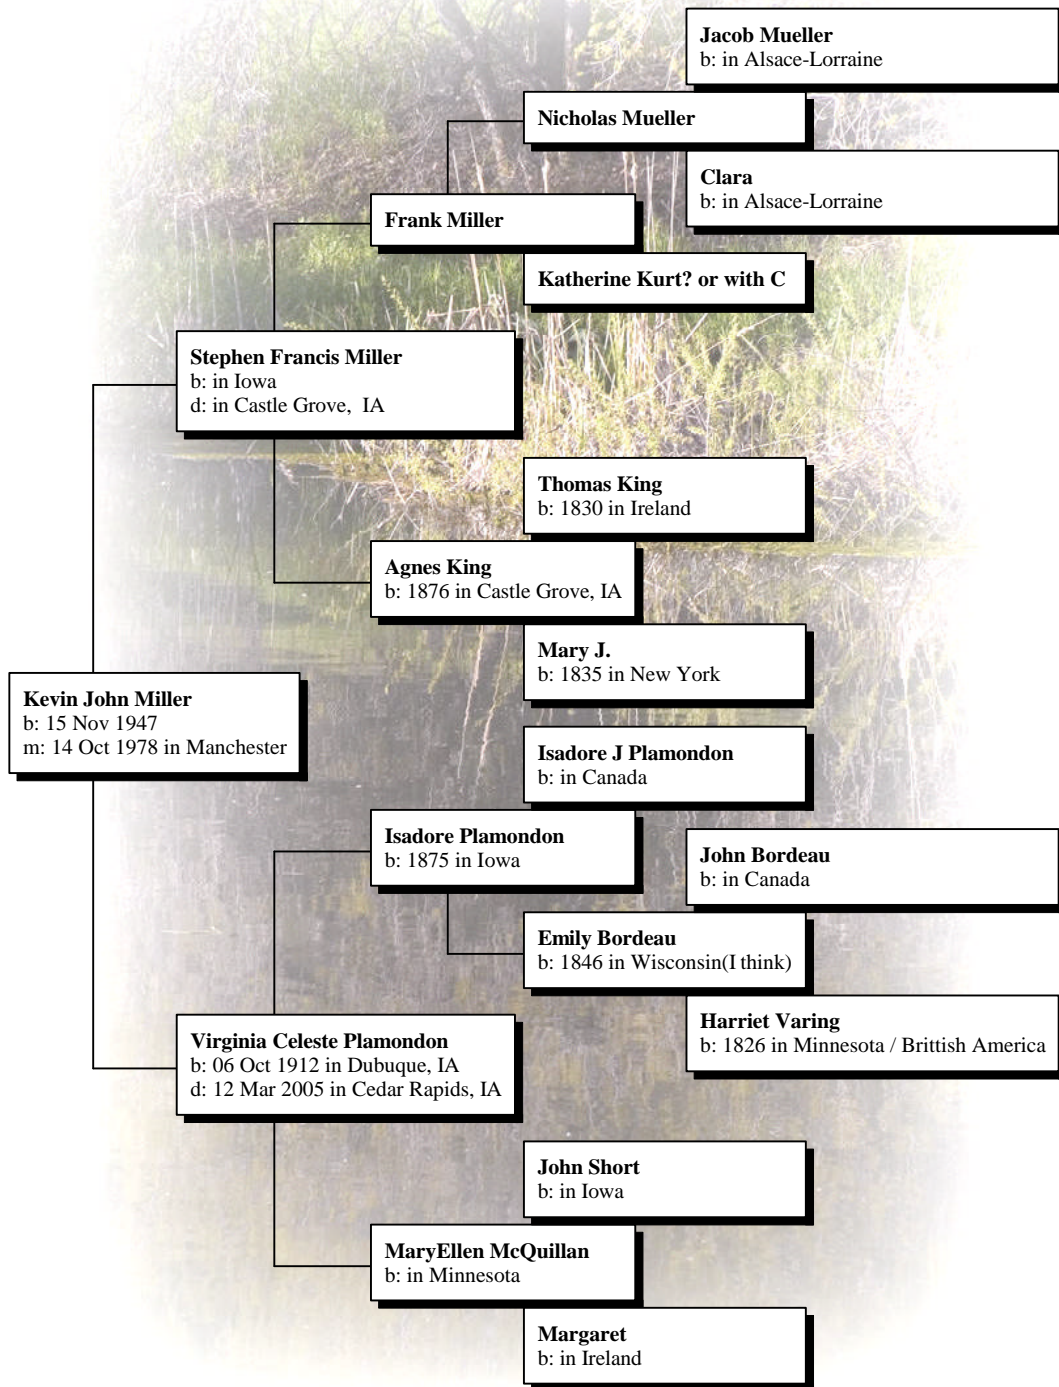 Jacob Mueller
b: in Alsace-Lorraine
Nicholas Mueller
Clara
b: in Alsace-Lorraine
Frank Miller
Katherine Kurt? or with C
Stephen Francis Miller
b: in Iowa
d: in Castle Grove, IA
Thomas King
b: 1830 in Ireland
Agnes King
b: 1876 in Castle Grove, IA
Mary J.
b: 1835 in New York
Kevin John Miller
b: 15 Nov 1947
m: 14 Oct 1978 in Manchester
Isadore J Plamondon
b: in Canada
Isadore Plamondon
b: 1875 in Iowa
John Bordeau
b: in Canada
Emily Bordeau
b: 1846 in Wisconsin(I think)
Harriet Varing
b: 1826 in Minnesota / Brittish America
Virginia Celeste Plamondon
b: 06 Oct 1912 in Dubuque, IA
d: 12 Mar 2005 in Cedar Rapids, IA
John Short
b: in Iowa
MaryEllen McQuillan
b: in Minnesota
Margaret
b: in Ireland